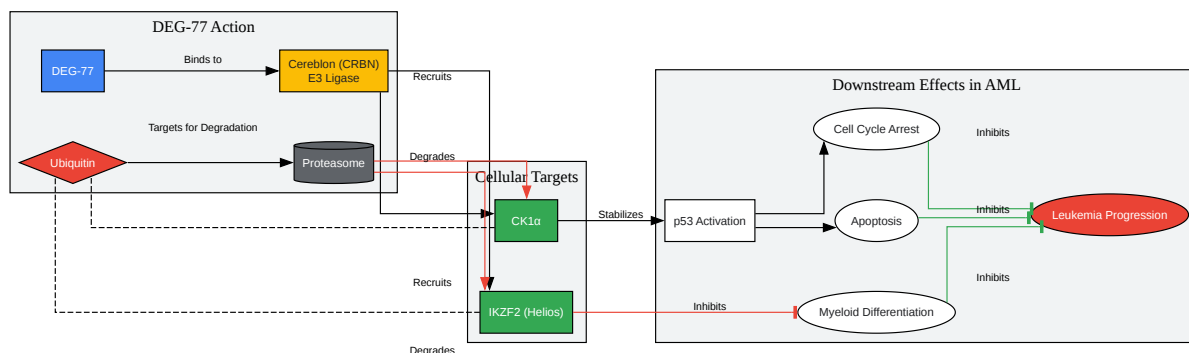 DEG-77 Action
DEG-77
Binds to
Cerebron (CRBN)
E3 Ligase
Recruits
Targets for Degradation
Ubiquitin
Proteasome
Degrades
Cellular Targets
CK1α
Stabilizes
Recruits
IKZF2 (Helios)
Inhibits
Degrades
Downstream Effects in AML
Cell Cycle Arrest
Inhibits
p53 Activation
Apoptosis
Inhibits
Leukemia Progression
Inhibits
Myeloid Differentiation